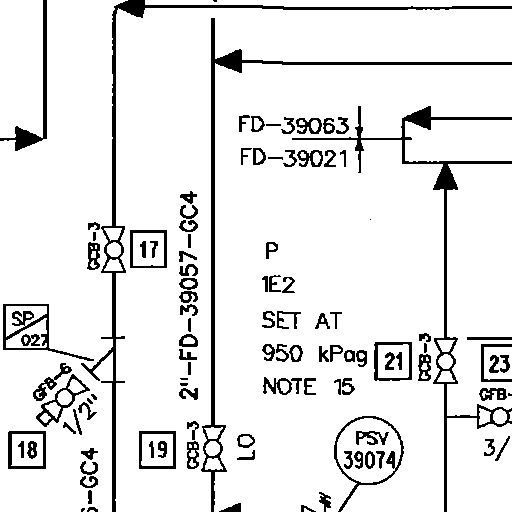 FD-39063
FD-39021
GCB-3
17
2"-FD-39057-GC4
P
1E2
SET AT
950 kPag
NOTE 15
SP
027
21
GCB-3
23
GFB-6
1/2"
GFB-
3/
18
19
GCB-3
LO
PSV
39074
-GC4